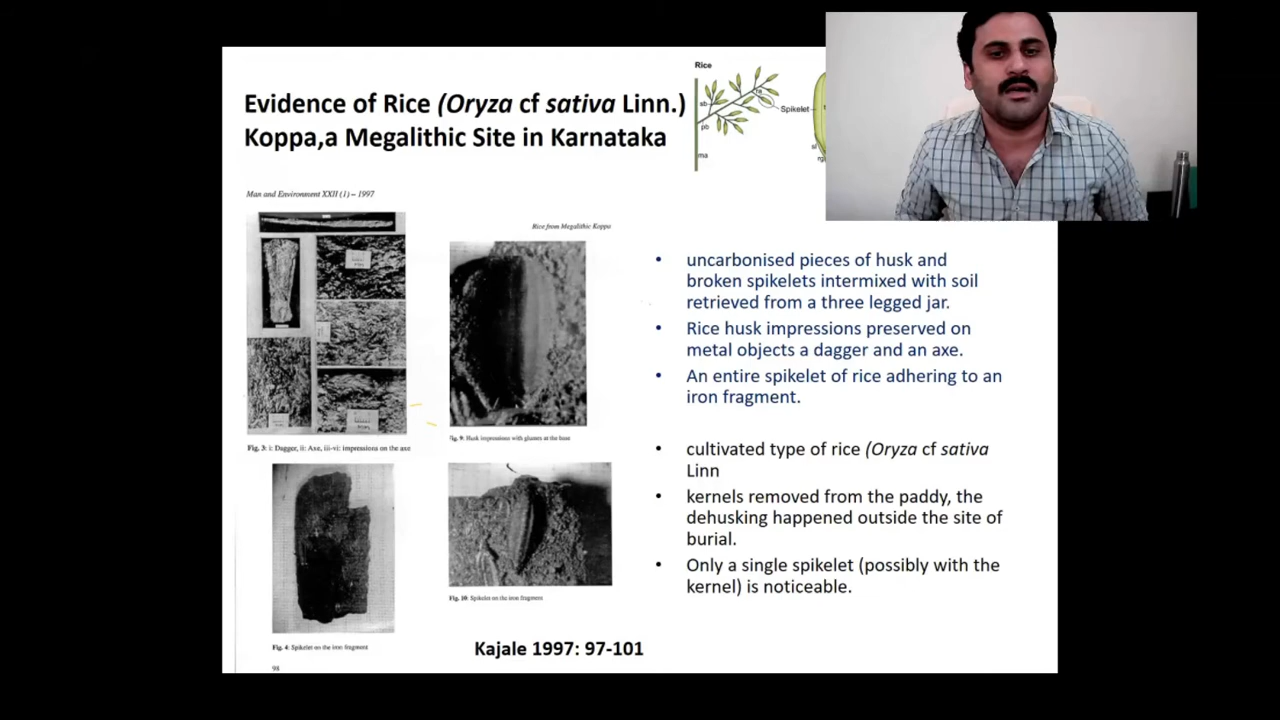 Evidence of Rice (Oryza cf sativa Linn.)
Koppa,a Megalithic Site in Karnataka
Rice
sb
ra
Spikelet
pb
ma
sl
Man and Environment XXII (1) – 1997
Rice from Megalithic Koppa
Fig. 3: i: Dagger, ii: Axe, iii-vi: impressions on the axe
Fig. 9: Husk impressions with glumes at the base
Fig. 4: Spikelet on the iron fragment
Fig. 10: Spikelet on the iron fragment
98
• uncarbonised pieces of husk and
broken spikelets intermixed with soil
retrieved from a three legged jar.
• Rice husk impressions preserved on
metal objects a dagger and an axe.
• An entire spikelet of rice adhering to an
iron fragment.
• cultivated type of rice (Oryza cf sativa
Linn
• kernels removed from the paddy, the
dehusking happened outside the site of
burial.
• Only a single spikelet (possibly with the
kernel) is noticeable.
Kajale 1997: 97-101